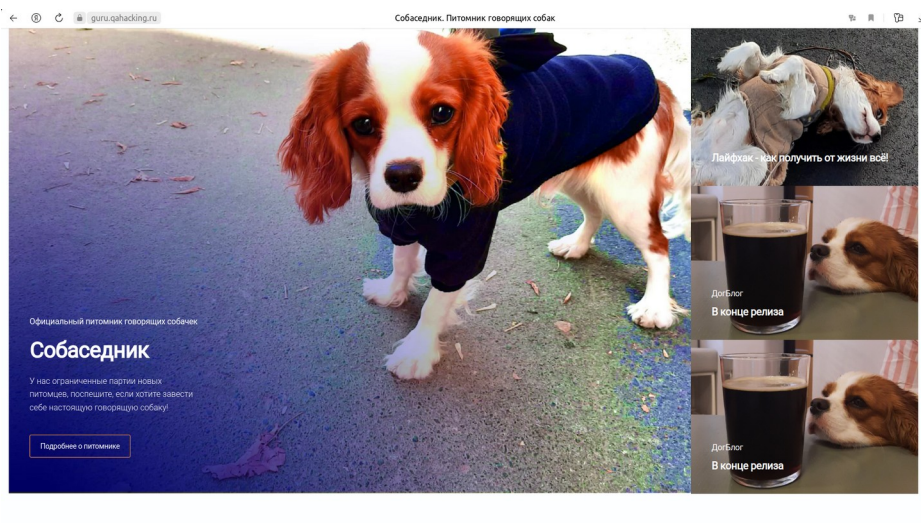 guru.qahacking.ru
Собаседник. Питомник говорящих собак
Официальный питомник говорящих собачек
Собаседник
У нас ограниченные партии новых
питомцев, поспешите, если хотите завести
себе настоящую говорящую собаку!
Подробнее о питомнике
Лайфхак - как получить от жизни всё!
ДогБлог
В конце релиза
ДогБлог
В конце релиза